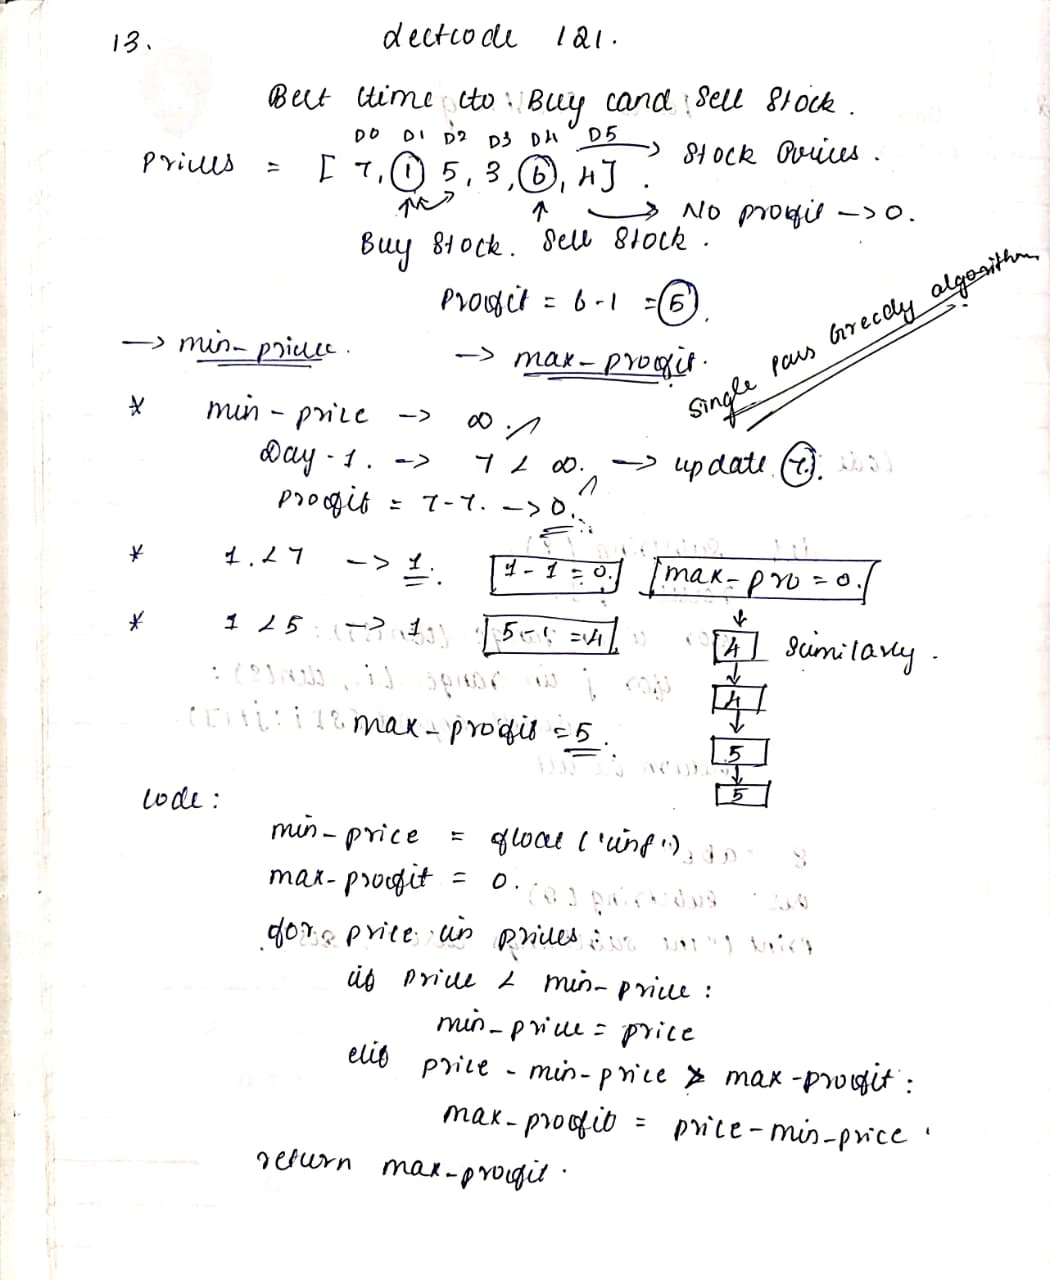 13.
Leetcode 121.
Best time to Buy and Sell Stock.
D0 D1 D2 D3 D4 D5
Prices = [7, 1, 5, 3, 6, 4]. -> Stock Prices.
-> No profit -> 0.
Buy Stock. Sell Stock.
Profit = 6-1 = 5.
-> min-price. -> max-profit.
Single pass Greedy algorithm
* min-price -> ∞.
Day-1. -> 7 < ∞. -> update 7.
profit = 7-7. -> 0.
* 1 < 7 -> 1. 1-1 = 0. max-pro = 0.
* 1 < 5 -> 1 5-1 = 4 4 Similarly.
4
max-profit = 5.
5
5
Code:
min-price = float('inf')
max-profit = 0.
for price in prices:
if price < min-price:
min-price = price
elif price - min-price > max-profit:
max-profit = price-min-price.
return max-profit.